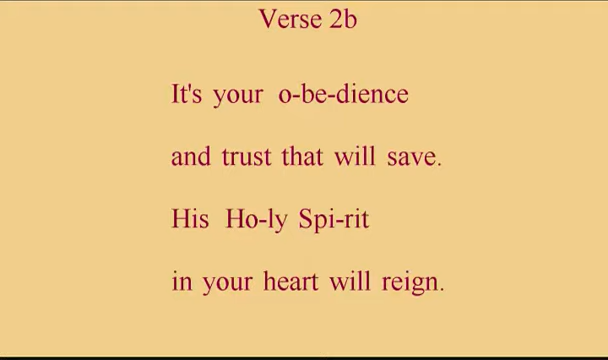 Verse 2b
It's your o-be-dience
and trust that will save.
His Ho-ly Spi-rit
in your heart will reign.